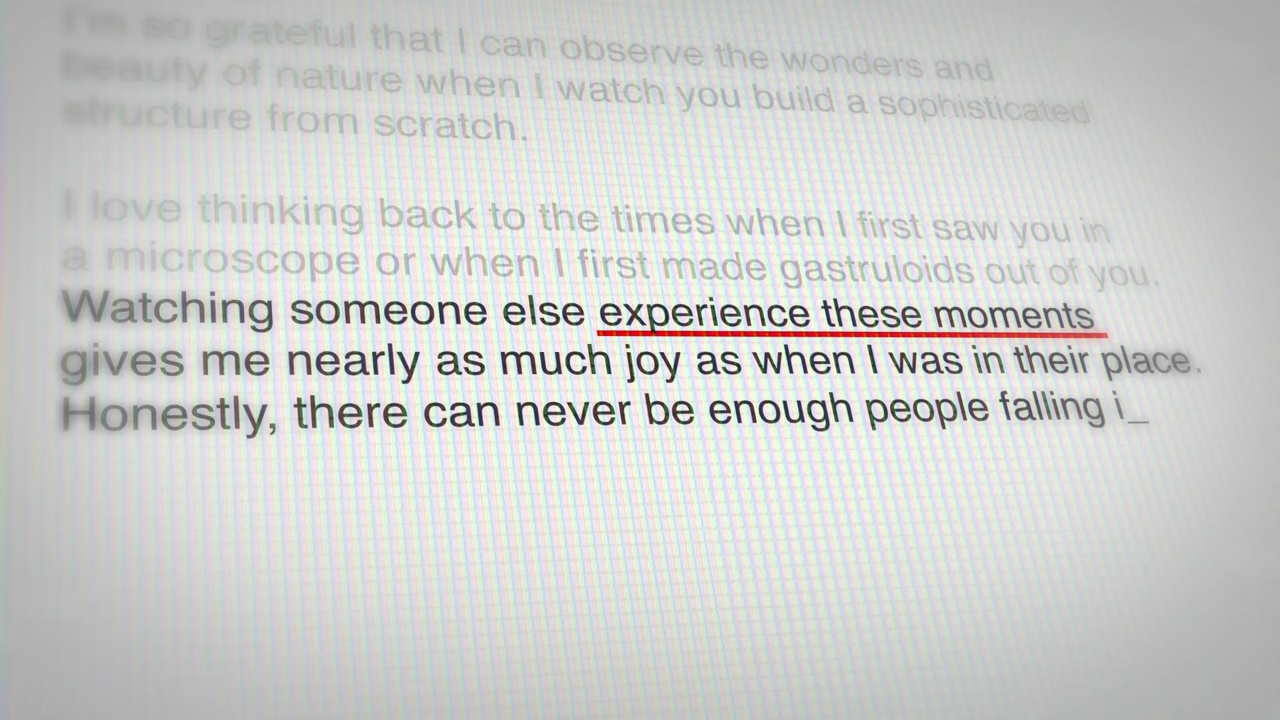 I'm so grateful that I can observe the wonders and
beauty of nature when I watch you build a sophisticated
structure from scratch.
I love thinking back to the times when I first saw you in
a microscope or when I first made gastruloids out of you.
Watching someone else experience these moments
gives me nearly as much joy as when I was in their place.
Honestly, there can never be enough people falling i_